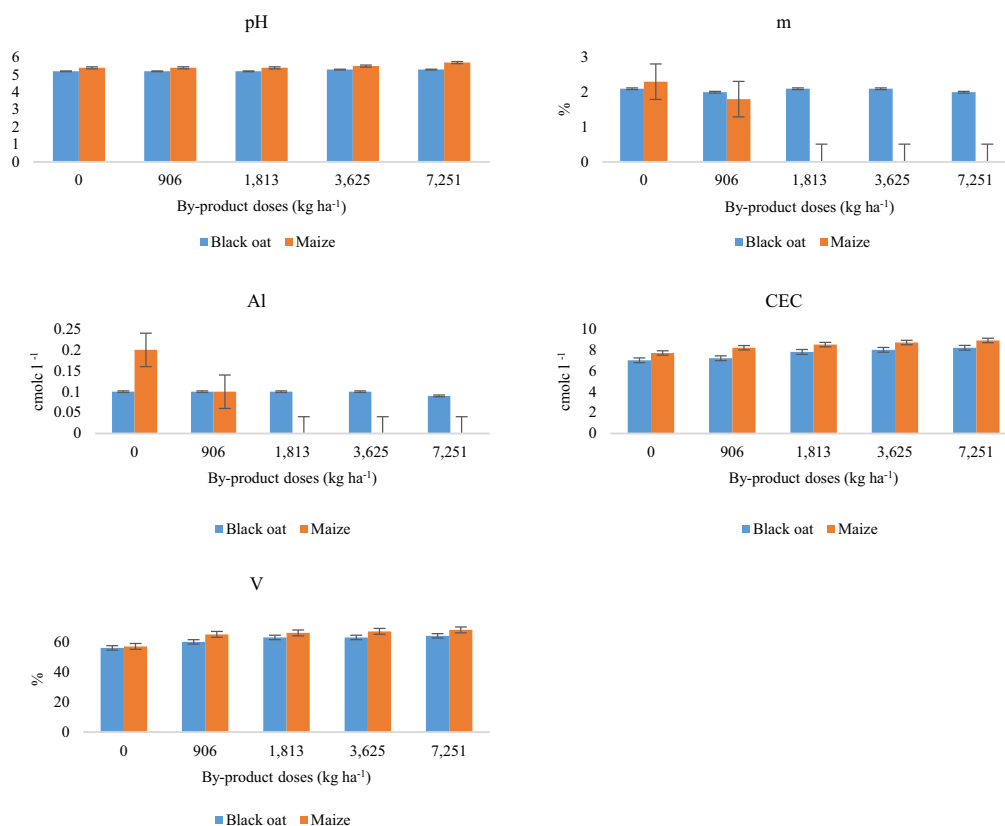 pH
6
5
4
3
2
1
0
0 906 1,813 3,625 7,251
By-product doses (kg ha⁻¹)
Black oat Maize
m
3
2
1
0
%
0 906 1,813 3,625 7,251
By-product doses (kg ha⁻¹)
Black oat Maize
Al
0.25
0.2
0.15
0.1
0.05
0
cmolc l ⁻¹
0 906 1,813 3,625 7,251
By-product doses (kg ha⁻¹)
Black oat Maize
CEC
10
8
6
4
2
0
cmolc l ⁻¹
0 906 1,813 3,625 7,251
By-product doses (kg ha⁻¹)
Black oat Maize
V
60
40
20
0
%
0 906 1,813 3,625 7,251
By-product doses (kg ha⁻¹)
Black oat Maize